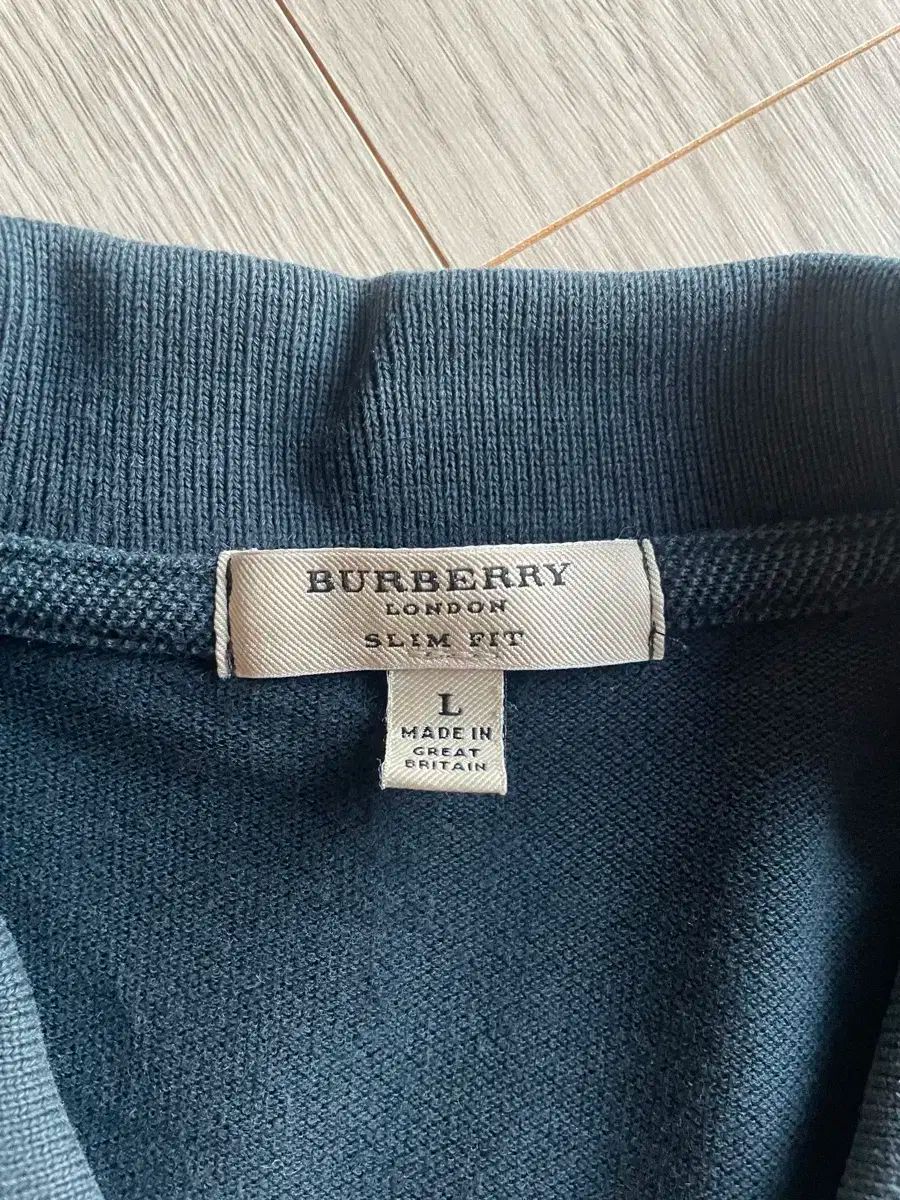 BURBERRY
LONDON
SLIM FIT
L
MADE IN
GREAT
BRITAIN